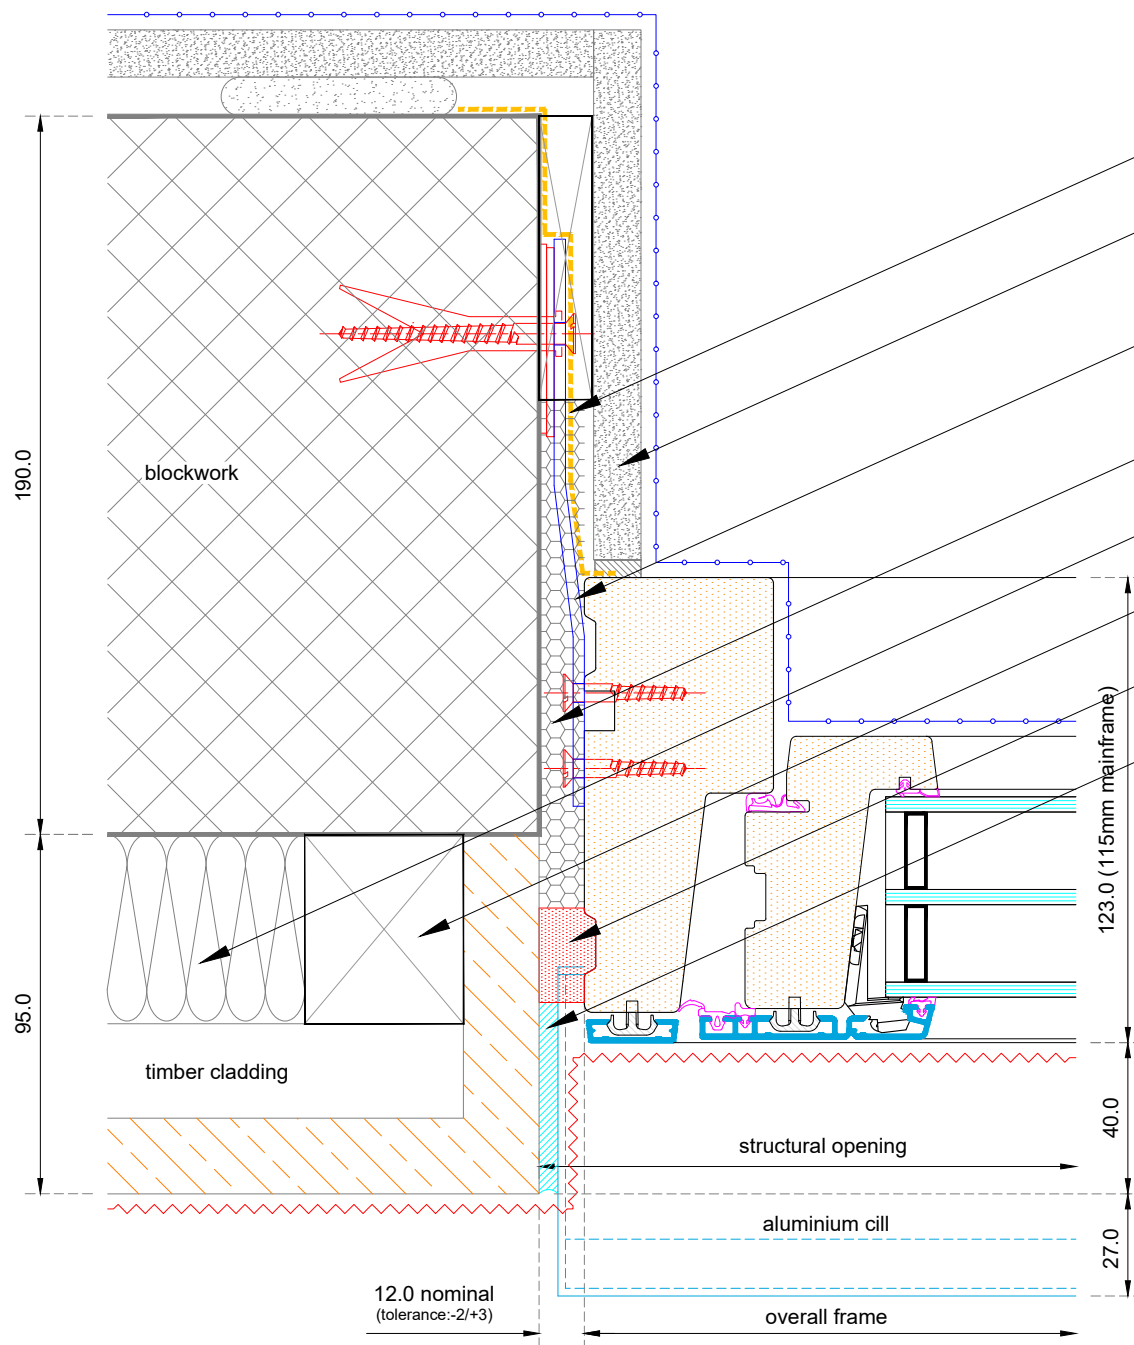 190.0
blockwork
123.0 (115mm mainframe)
95.0
timber cladding
40.0
structural opening
aluminium cill
27.0
12.0 nominal
(tolerance:-2/+3)
overall frame